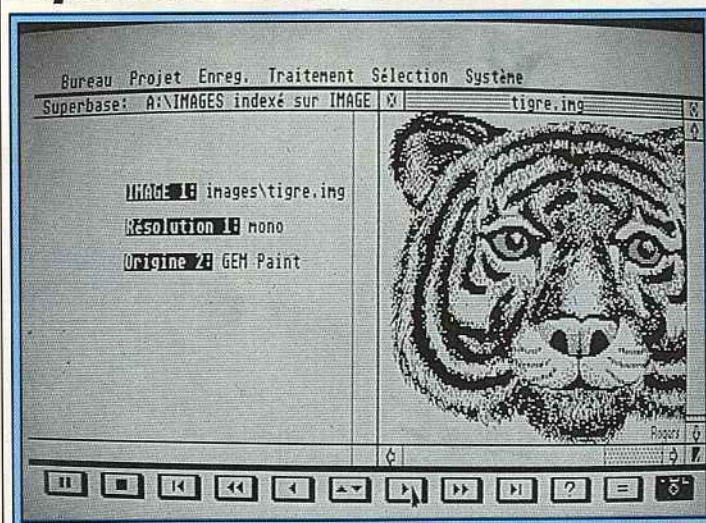 Bureau Projet Enreg. Traitement Sélection Système
Superbase: A:\IMAGES indexé sur IMAGE
tigre.img
IMAGE 1: images\tigre.img
Résolution 1: mono
Origine 2: GEM Paint
Rogers
? =